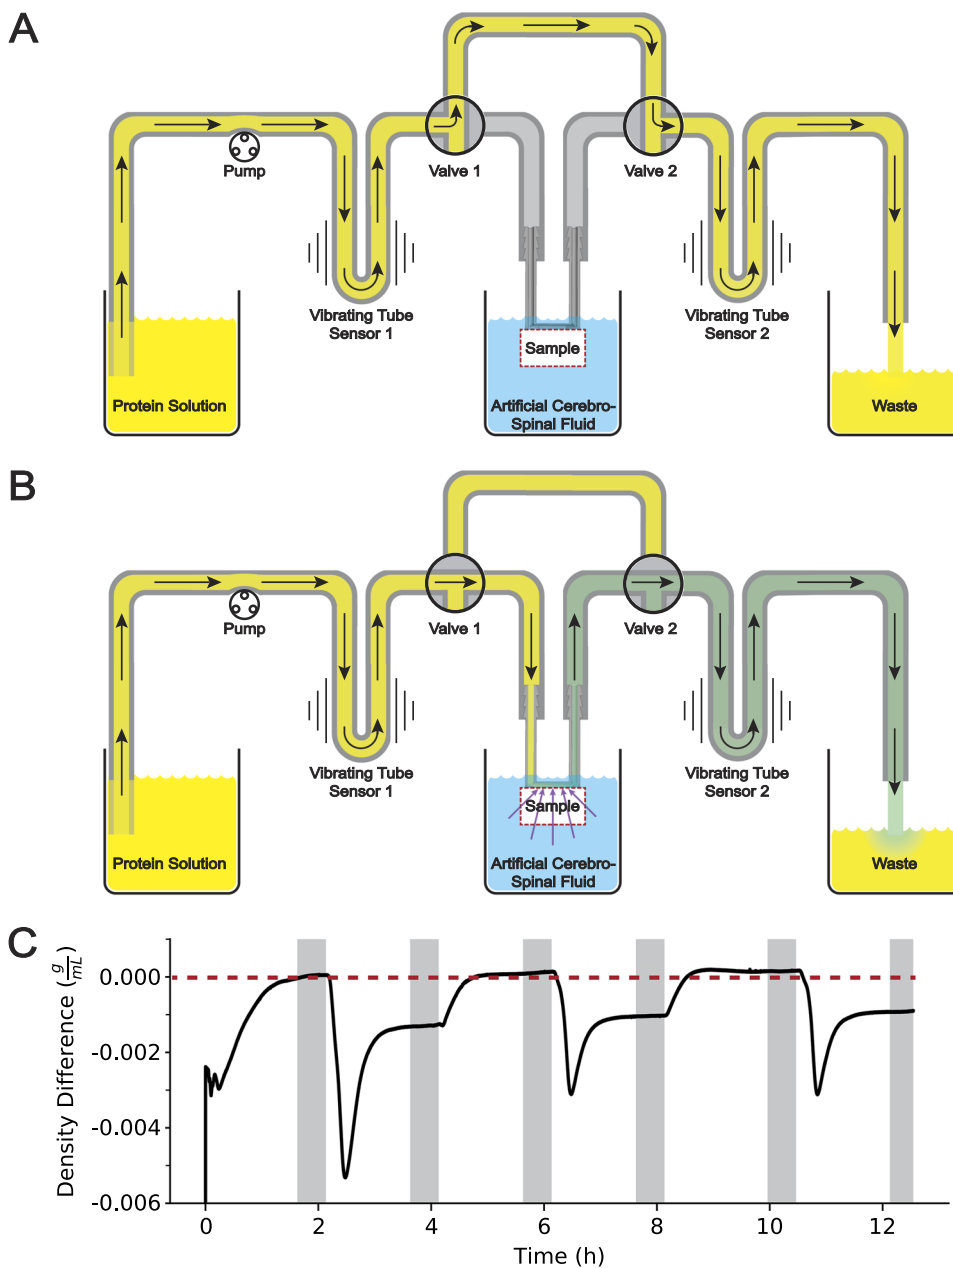 A
Pump
Valve 1
Valve 2
Vibrating Tube
Sensor 1
Vibrating Tube
Sensor 2
Sample
Protein Solution
Artificial Cerebro-
Spinal Fluid
Waste
B
Pump
Valve 1
Valve 2
Vibrating Tube
Sensor 1
Vibrating Tube
Sensor 2
Sample
Protein Solution
Artificial Cerebro-
Spinal Fluid
Waste
C
Density Difference (g/mL)
0.000
-0.002
-0.004
-0.006
0 2 4 6 8 10 12
Time (h)